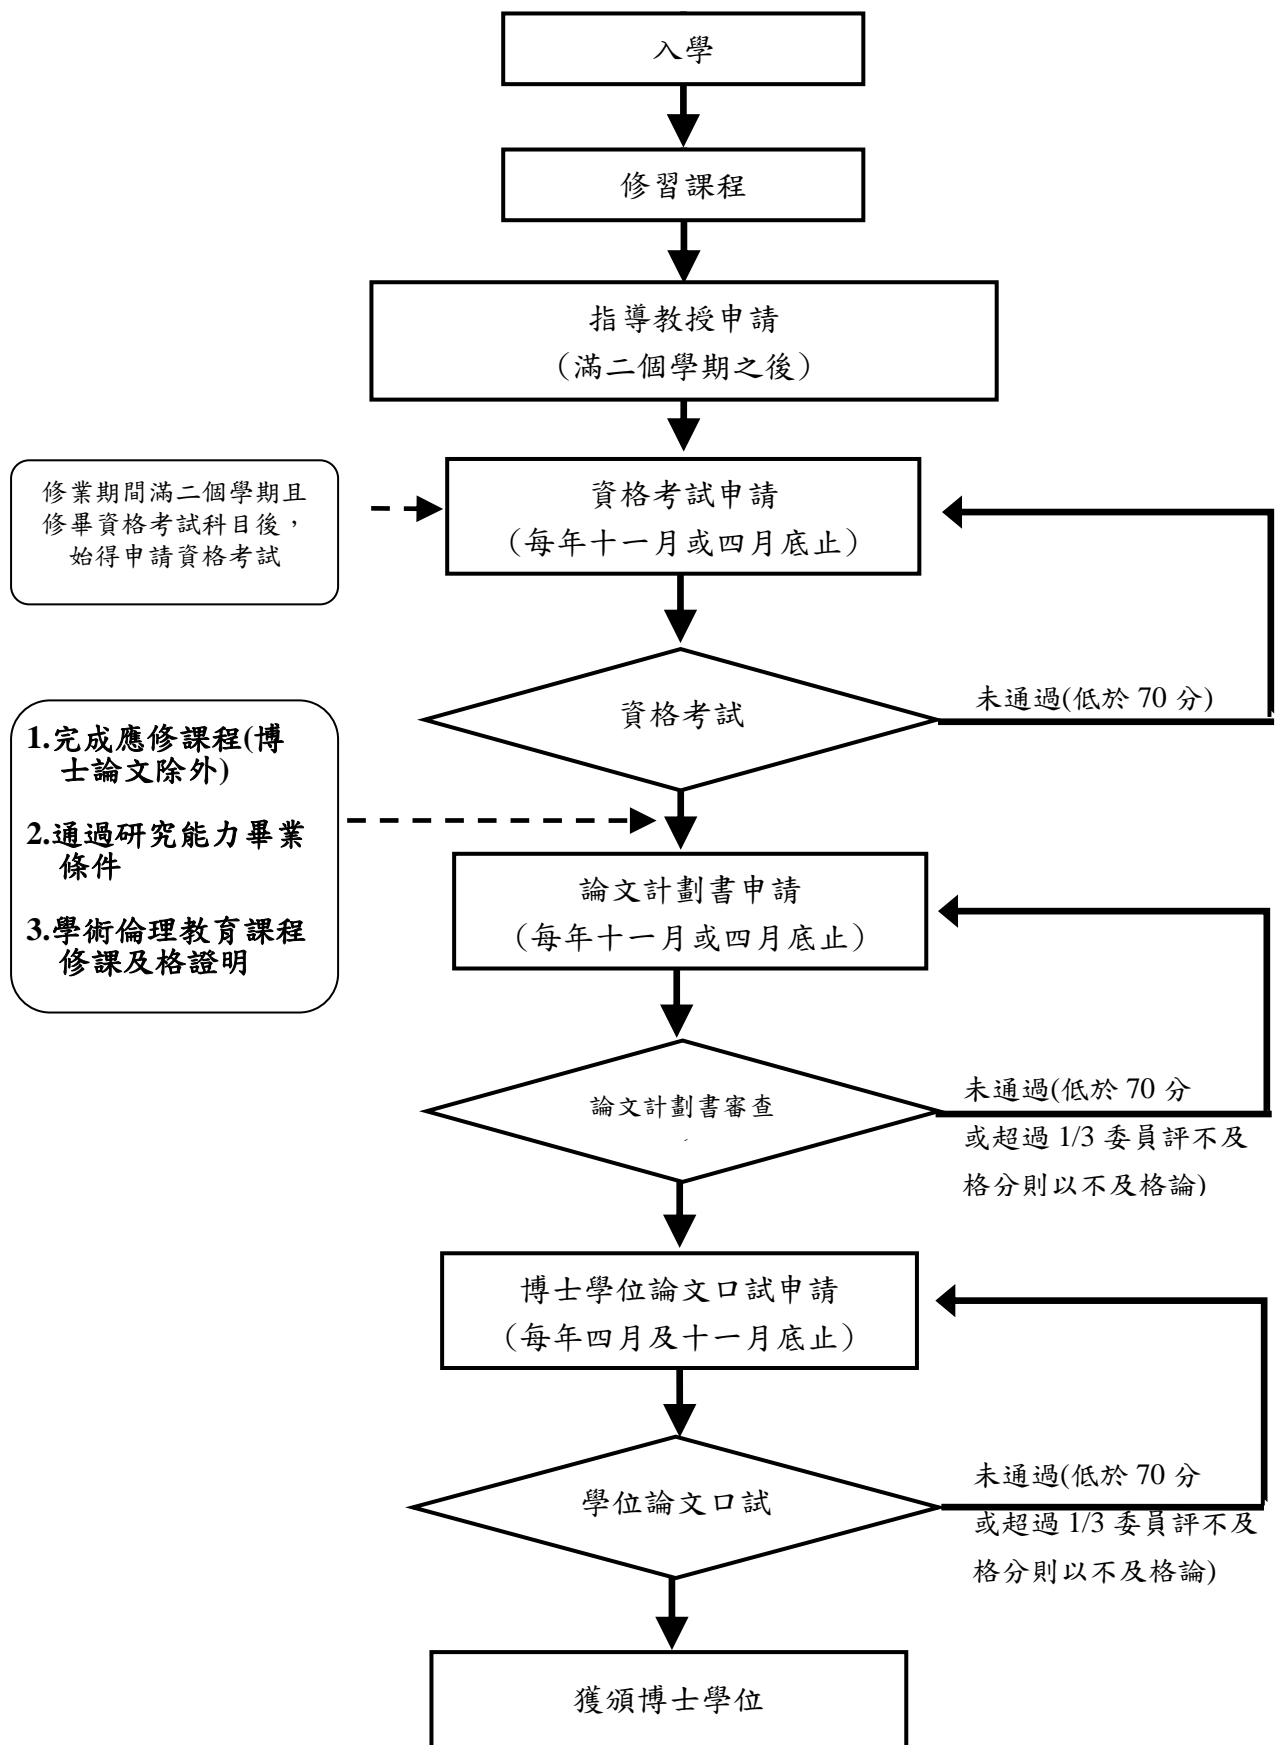 入學
修習課程
指導教授申請
（滿二個學期之後）
修業期間滿二個學期且
修畢資格考試科目後，
始得申請資格考試
資格考試申請
（每年十一月或四月底止）
資格考試
未通過(低於 70 分)
1.完成應修課程(博
士論文除外)
2.通過研究能力畢業
條件
3.學術倫理教育課程
修課及格證明
論文計劃書申請
（每年十一月或四月底止）
論文計劃書審查
未通過(低於 70 分
或超過 1/3 委員評不及
格分則以不及格論)
博士學位論文口試申請
（每年四月及十一月底止）
學位論文口試
未通過(低於 70 分
或超過 1/3 委員評不及
格分則以不及格論)
獲頒博士學位